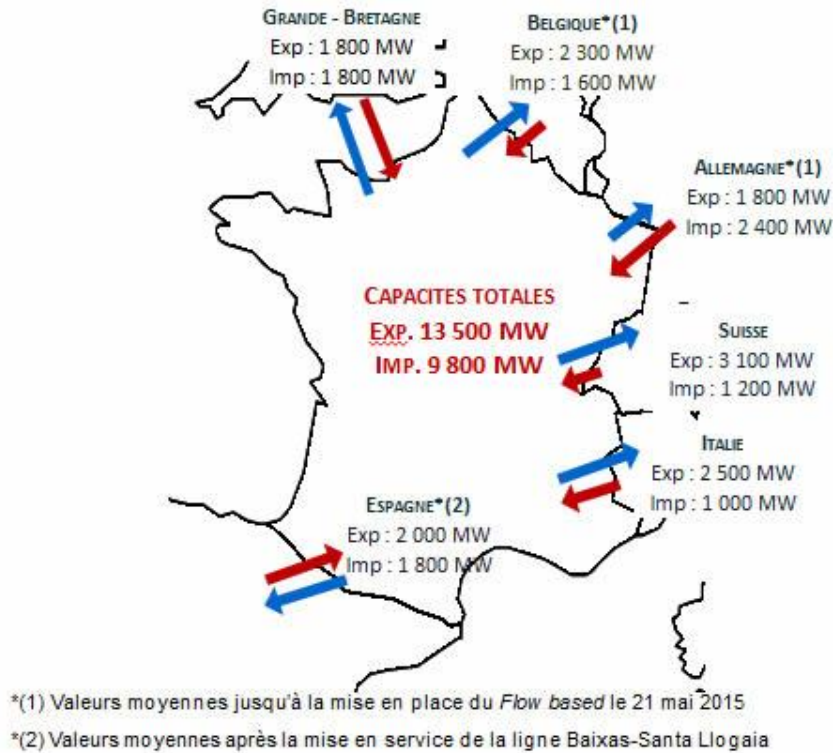 GRANDE - BRETAGNE
Exp : 1 800 MW
Imp : 1 800 MW
BELGIQUE*(1)
Exp : 2 300 MW
Imp : 1 600 MW
ALLEMAGNE*(1)
Exp : 1 800 MW
Imp : 2 400 MW
CAPACITES TOTALES
EXP. 13 500 MW
IMP. 9 800 MW
SUISSE
Exp : 3 100 MW
Imp : 1 200 MW
ITALIE
Exp : 2 500 MW
Imp : 1 000 MW
ESPAGNE*(2)
Exp : 2 000 MW
Imp : 1 800 MW
*(1) Valeurs moyennes jusqu'à la mise en place du Flow based le 21 mai 2015
*(2) Valeurs moyennes après la mise en service de la ligne Baixas-Santa Llogaia